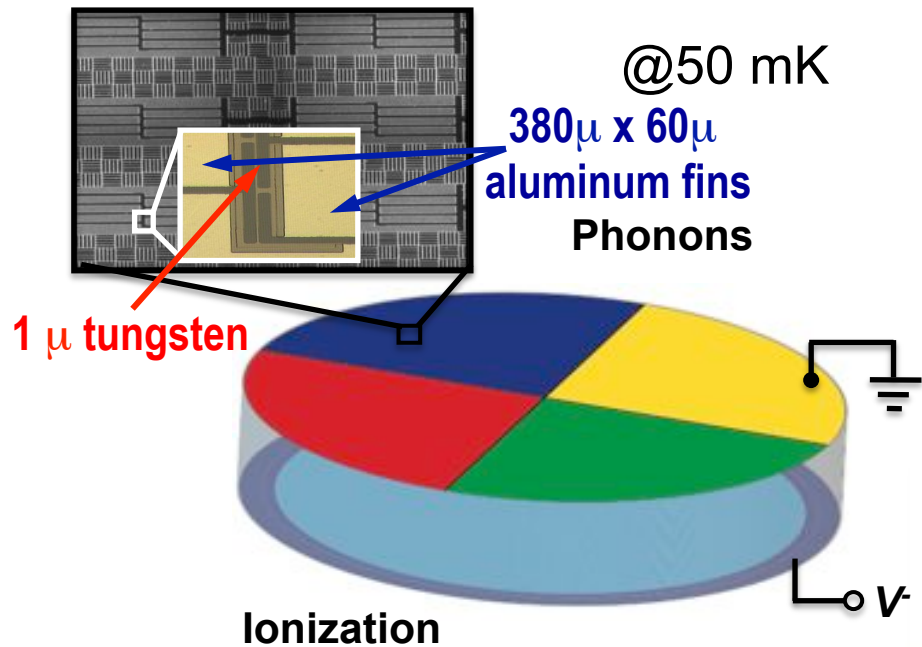 @50 mK
380μ x 60μ
aluminum fins
Phonons
1 μ tungsten
V-
Ionization